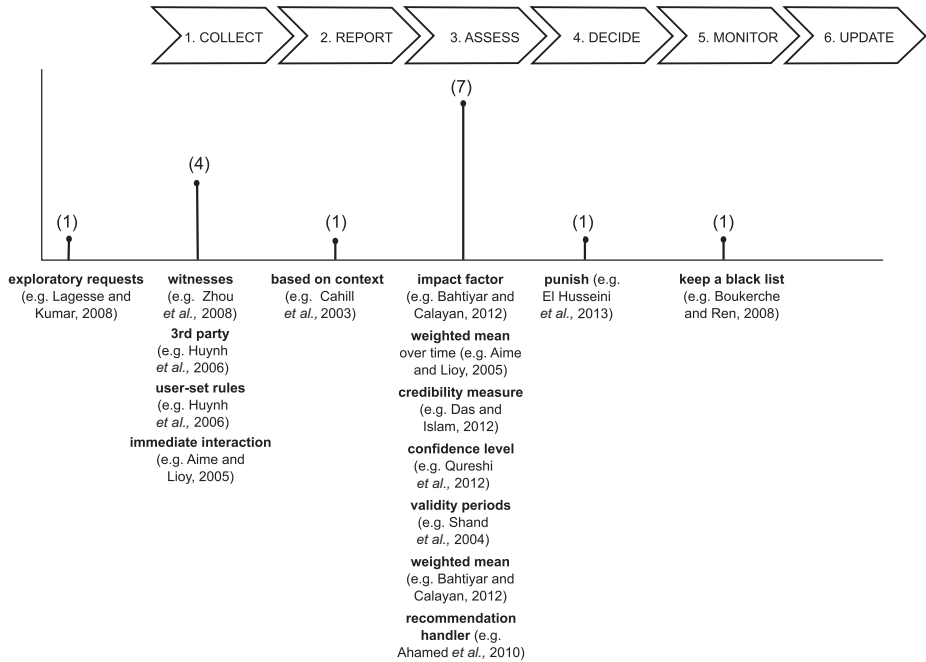 1. COLLECT
2. REPORT
3. ASSESS
4. DECIDE
5. MONITOR
6. UPDATE
(1)
(4)
(1)
(7)
(1)
(1)
exploratory requests
(e.g. Lagesse and
Kumar, 2008)
witnesses
(e.g. Zhou
et al., 2008)
3rd party
(e.g. Huynh
et al., 2006)
user-set rules
(e.g. Huynh
et al., 2006)
immediate interaction
(e.g. Aime and
Lioy, 2005)
based on context
(e.g. Cahill
et al., 2003)
impact factor
(e.g. Bahtiyar and
Calayan, 2012)
weighted mean
over time (e.g. Aime
and Lioy, 2005)
credibility measure
(e.g. Das and
Islam, 2012)
confidence level
(e.g. Qureshi
et al., 2012)
validity periods
(e.g. Shand
et al., 2004)
weighted mean
(e.g. Bahtiyar and
Calayan, 2012)
recommendation
handler (e.g.
Ahamed et al., 2010)
punish (e.g.
El Husseini
et al., 2013)
keep a black list
(e.g. Boukerche
and Ren, 2008)